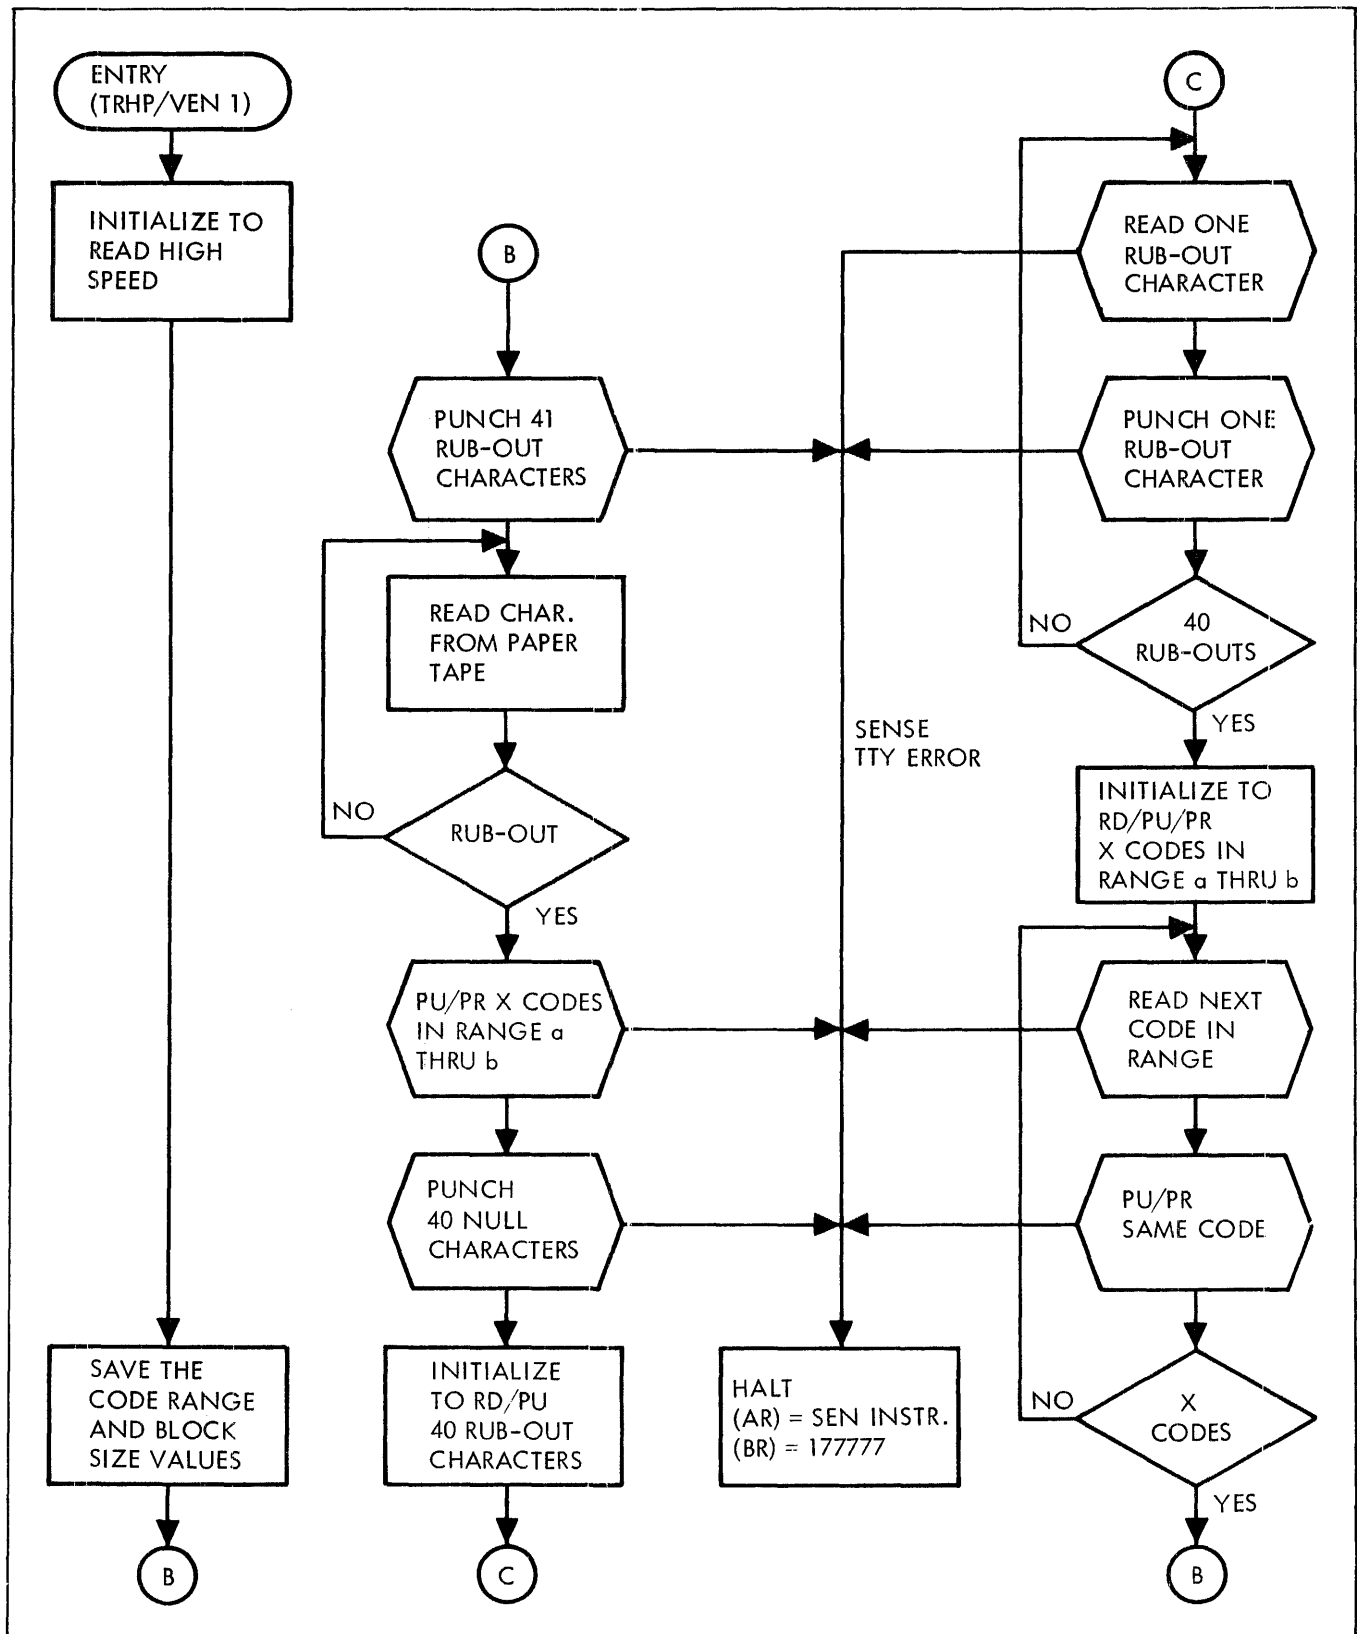 ENTRY
(TRHP/VEN 1)
INITIALIZE TO
READ HIGH
SPEED
SAVE THE
CODE RANGE
AND BLOCK
SIZE VALUES
B
B
PUNCH 41
RUB-OUT
CHARACTERS
READ CHAR.
FROM PAPER
TAPE
NO
RUB-OUT
YES
PU/PR X CODES
IN RANGE a
THRU b
PUNCH
40 NULL
CHARACTERS
INITIALIZE
TO RD/PU
40 RUB-OUT
CHARACTERS
C
SENSE
TTY ERROR
HALT
(AR) = SEN INSTR.
(BR) = 177777
C
READ ONE
RUB-OUT
CHARACTER
PUNCH ONE
RUB-OUT
CHARACTER
NO
40
RUB-OUTS
YES
INITIALIZE TO
RD/PU/PR
X CODES IN
RANGE a THRU b
READ NEXT
CODE IN
RANGE
PU/PR
SAME CODE
NO
X
CODES
YES
B